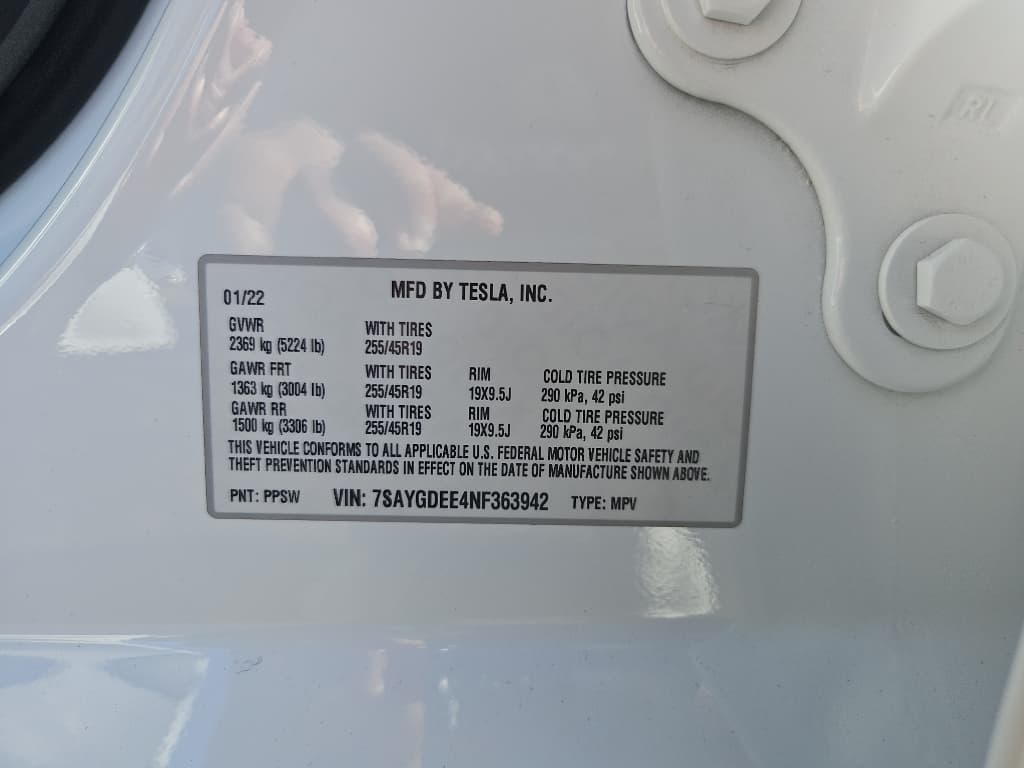 RL
01/22 MFD BY TESLA, INC.
GVWR WITH TIRES
2369 kg (5224 lb) 255/45R19
GAWR FRT WITH TIRES RIM COLD TIRE PRESSURE
1363 kg (3004 lb) 255/45R19 19X9.5J 290 kPa, 42 psi
GAWR RR WITH TIRES RIM COLD TIRE PRESSURE
1500 kg (3306 lb) 255/45R19 19X9.5J 290 kPa, 42 psi
THIS VEHICLE CONFORMS TO ALL APPLICABLE U.S. FEDERAL MOTOR VEHICLE SAFETY AND
THEFT PREVENTION STANDARDS IN EFFECT ON THE DATE OF MANUFACTURE SHOWN ABOVE.
PNT: PPSW VIN: 7SAYGDEE4NF363942 TYPE: MPV